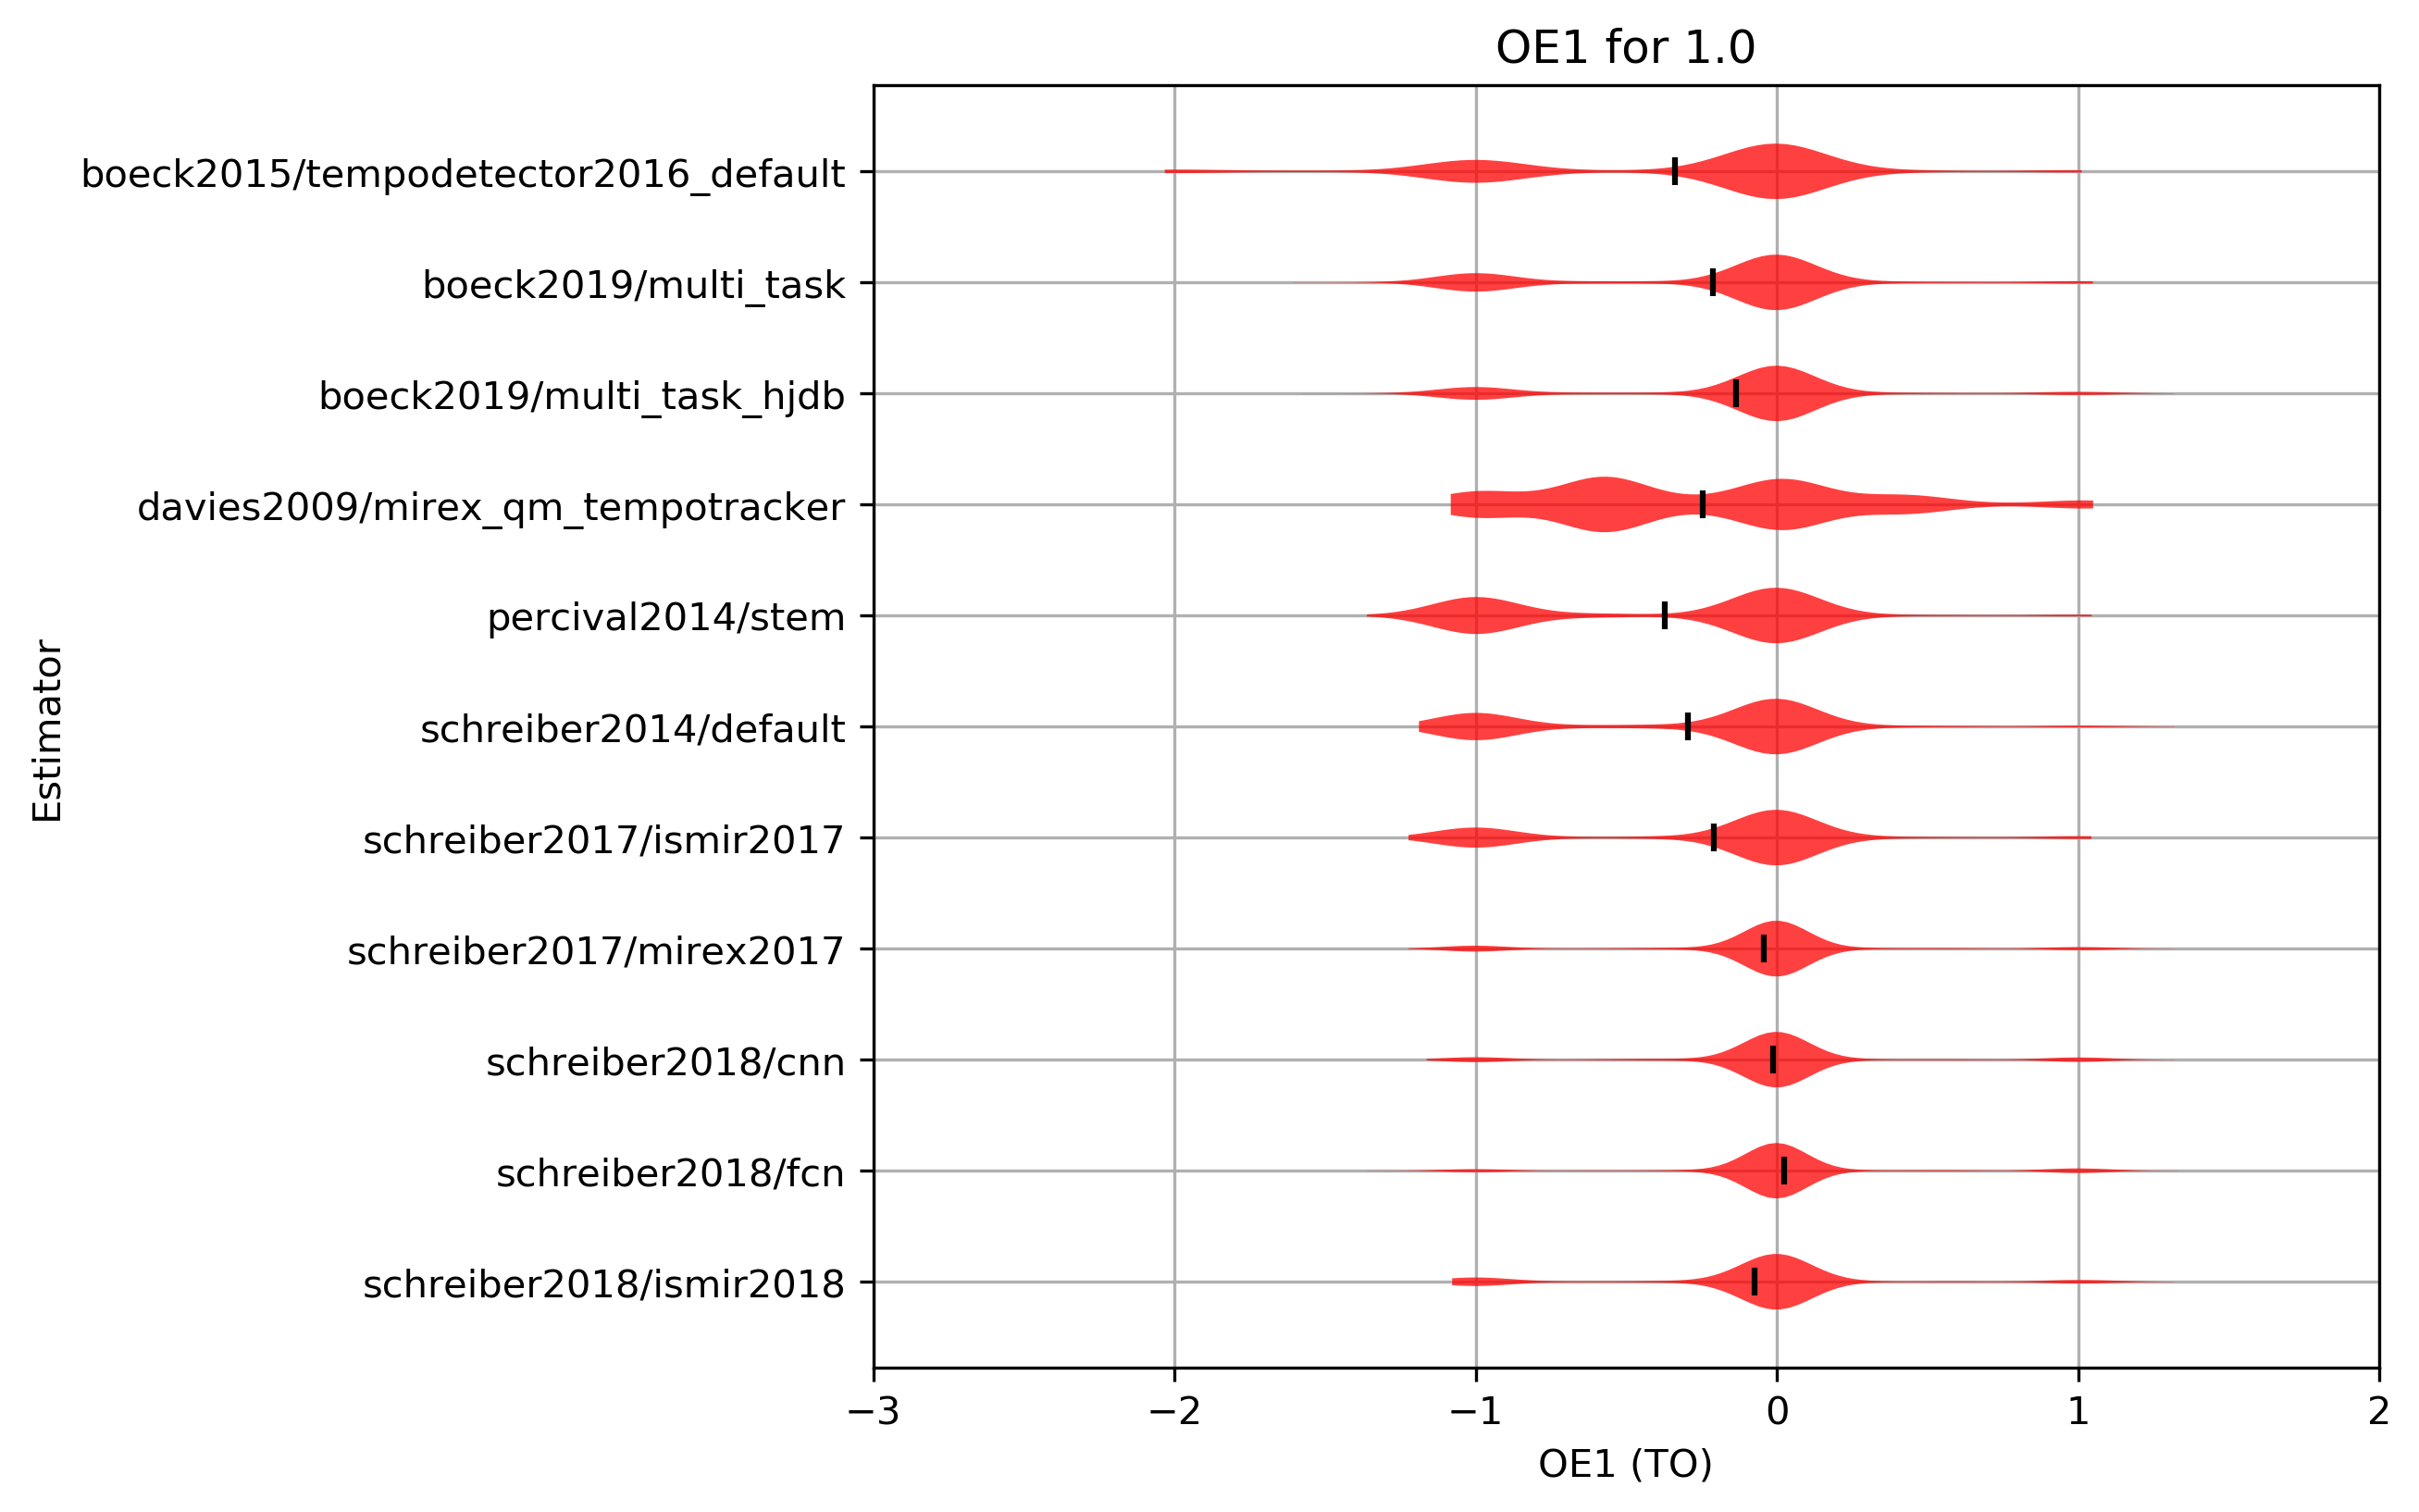 OE1 for 1.0
boeck2015/tempodetector2016_default
boeck2019/multi_task
boeck2019/multi_task_hjdb
davies2009/mirex_qm_tempotracker
percival2014/stem
schreiber2014/default
schreiber2017/ismir2017
schreiber2017/mirex2017
schreiber2018/cnn
schreiber2018/fcn
schreiber2018/ismir2018
Estimator
−3 −2 −1 0 1 2
OE1 (TO)